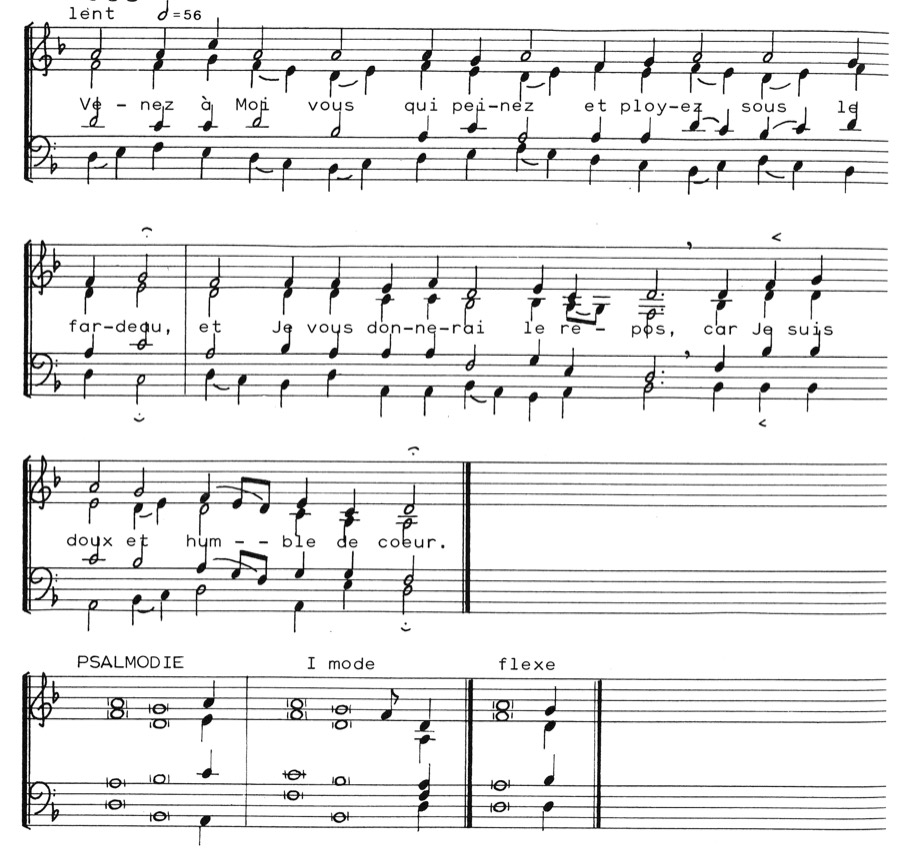 lent =56
Ve - nez à Moi vous qui pei-nez et ploy-ez sous le
far-deau, et Je vous don-ne-rai le re - pos, car Je suis
doux et hum - - ble de coeur.
PSALMODIE I mode flexe